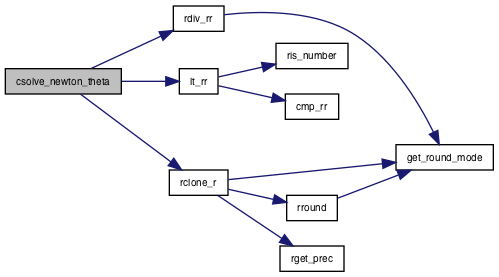 rdiv_rr
ris_number
csolve_newton_theta
lt_rr
cmp_rr
get_round_mode
rclone_r
rround
rget_prec